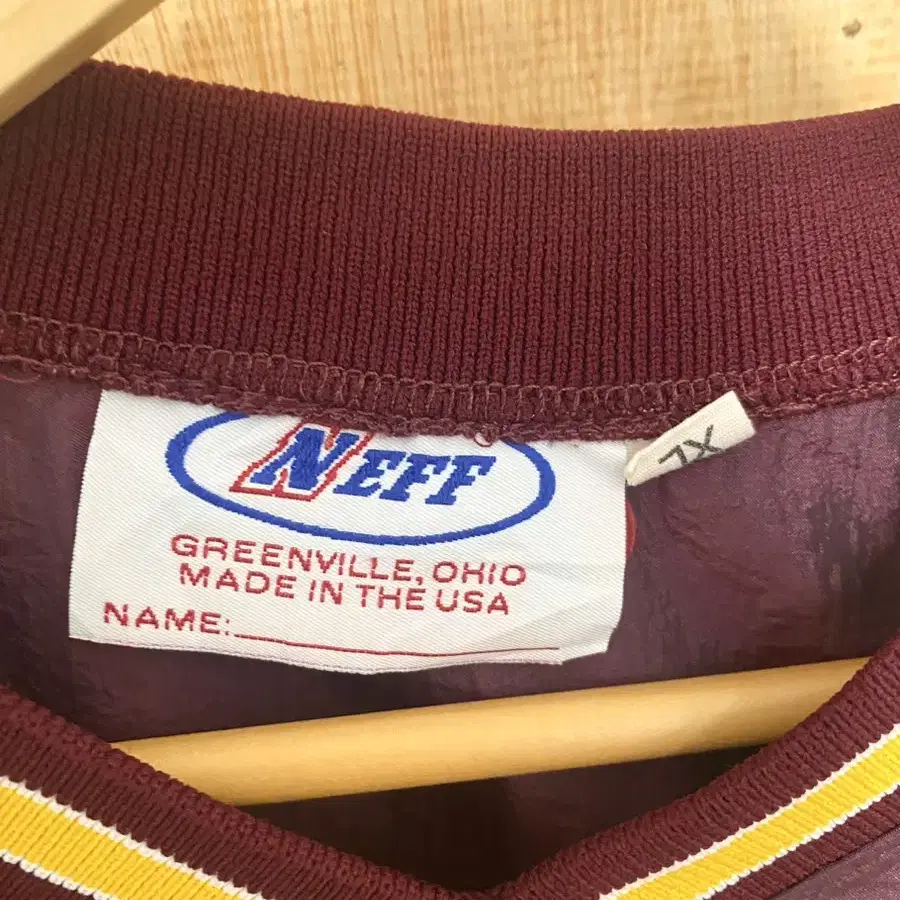 NEFF
GREENVILLE, OHIO
MADE IN THE USA
NAME:
XL